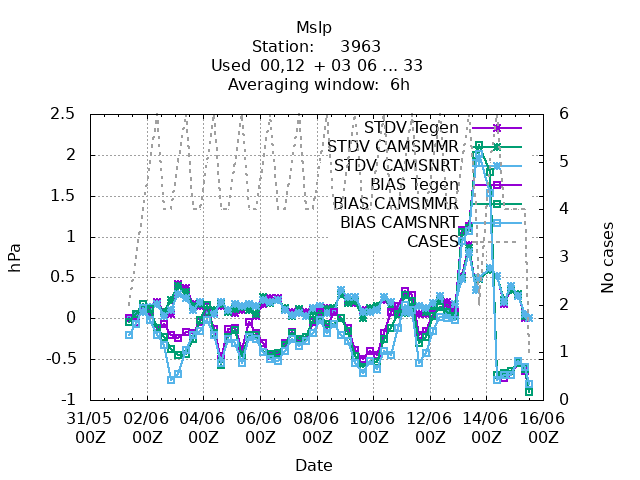 Mslp
Station: 3963
Used 00,12 + 03 06 ... 33
Averaging window: 6h
STDV Tegen
STDV CAMSMMR
STDV CAMSNRT
BIAS Tegen
BIAS CAMSMMR
BIAS CAMSNRT
CASES
2.5
2
1.5
1
0.5
0
-0.5
-1
hPa
6
5
4
3
2
1
0
No cases
31/05 02/06 04/06 06/06 08/06 10/06 12/06 14/06 16/06
00Z 00Z 00Z 00Z 00Z 00Z 00Z 00Z 00Z
Date